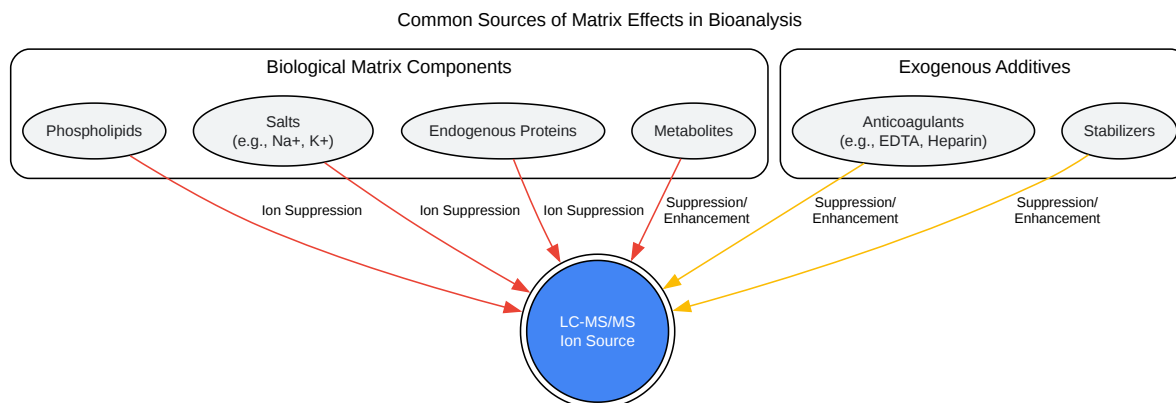 Common Sources of Matrix Effects in Bioanalysis
Biological Matrix Components
Exogenous Additives
Phospholipids
Salts
(e.g., Na+, K+)
Endogenous Proteins
Metabolites
Anticoagulants
(e.g., EDTA, Heparin)
Stabilizers
Ion Suppression
Ion Suppression
Ion Suppression
Suppression/
Enhancement
Suppression/
Enhancement
Suppression/
Enhancement
LC-MS/MS
Ion Source